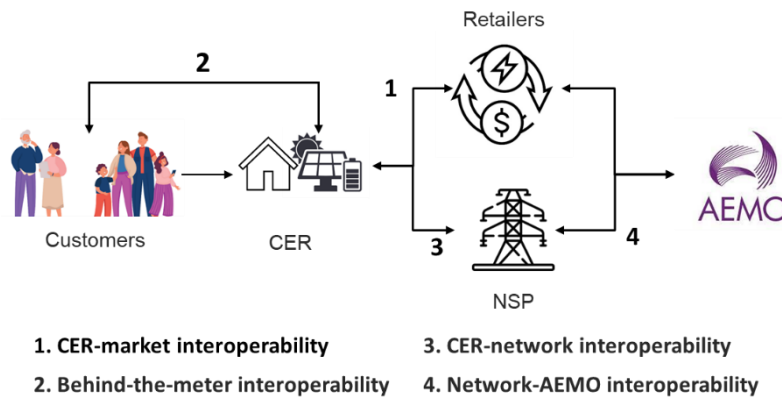 Retailers
2
1
$
AEMO
Customers
CER
3
4
NSP
1. CER-market interoperability
3. CER-network interoperability
2. Behind-the-meter interoperability
4. Network-AEMO interoperability